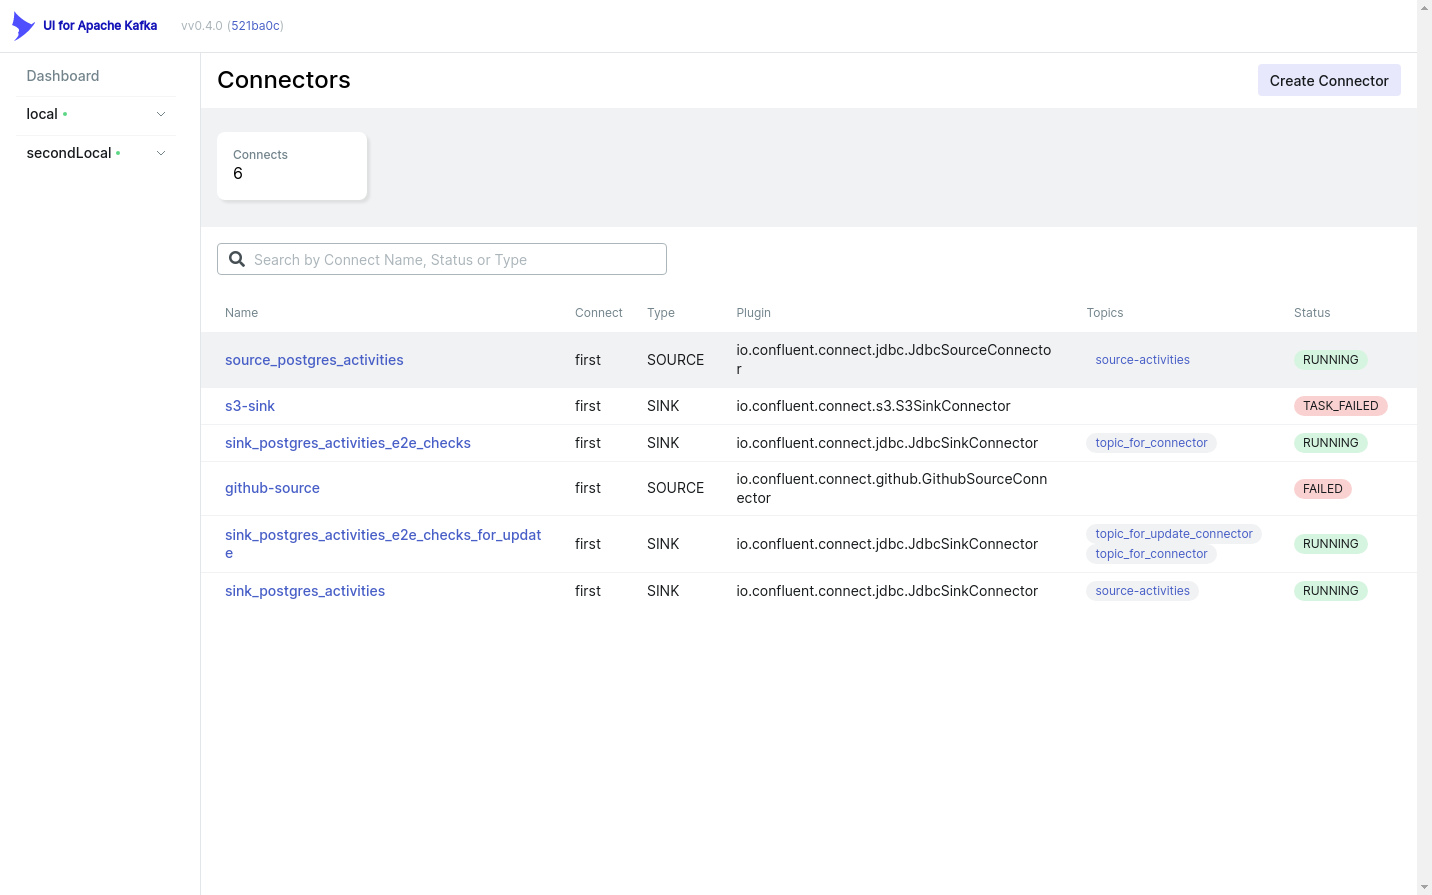 UI for Apache Kafka vv0.4.0 (521ba0c)
Dashboard
local
secondLocal
Connectors
Create Connector
Connects
6
Search by Connect Name, Status or Type
Name Connect Type Plugin Topics Status
source_postgres_activities first SOURCE io.confluent.connect.jdbc.JdbcSourceConnecto
r source-activities RUNNING
s3-sink first SINK io.confluent.connect.s3.S3SinkConnector TASK_FAILED
sink_postgres_activities_e2e_checks first SINK io.confluent.connect.jdbc.JdbcSinkConnector topic_for_connector RUNNING
github-source first SOURCE io.confluent.connect.github.GithubSourceConn
ector FAILED
sink_postgres_activities_e2e_checks_for_updat
e first SINK io.confluent.connect.jdbc.JdbcSinkConnector topic_for_update_connector
topic_for_connector RUNNING
sink_postgres_activities first SINK io.confluent.connect.jdbc.JdbcSinkConnector source-activities RUNNING